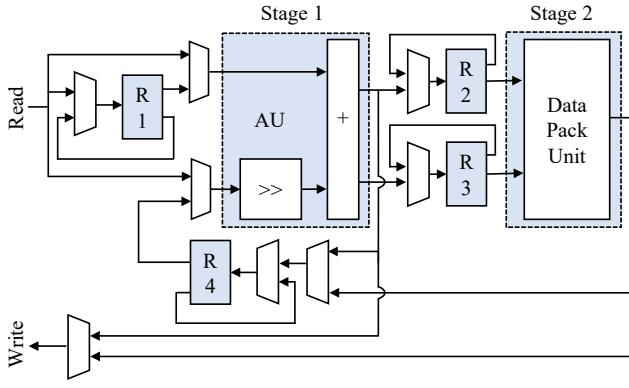 Stage 1
Stage 2
Read
R
1
AU
>>
+
R
2
R
3
Data
Pack
Unit
R
4
Write